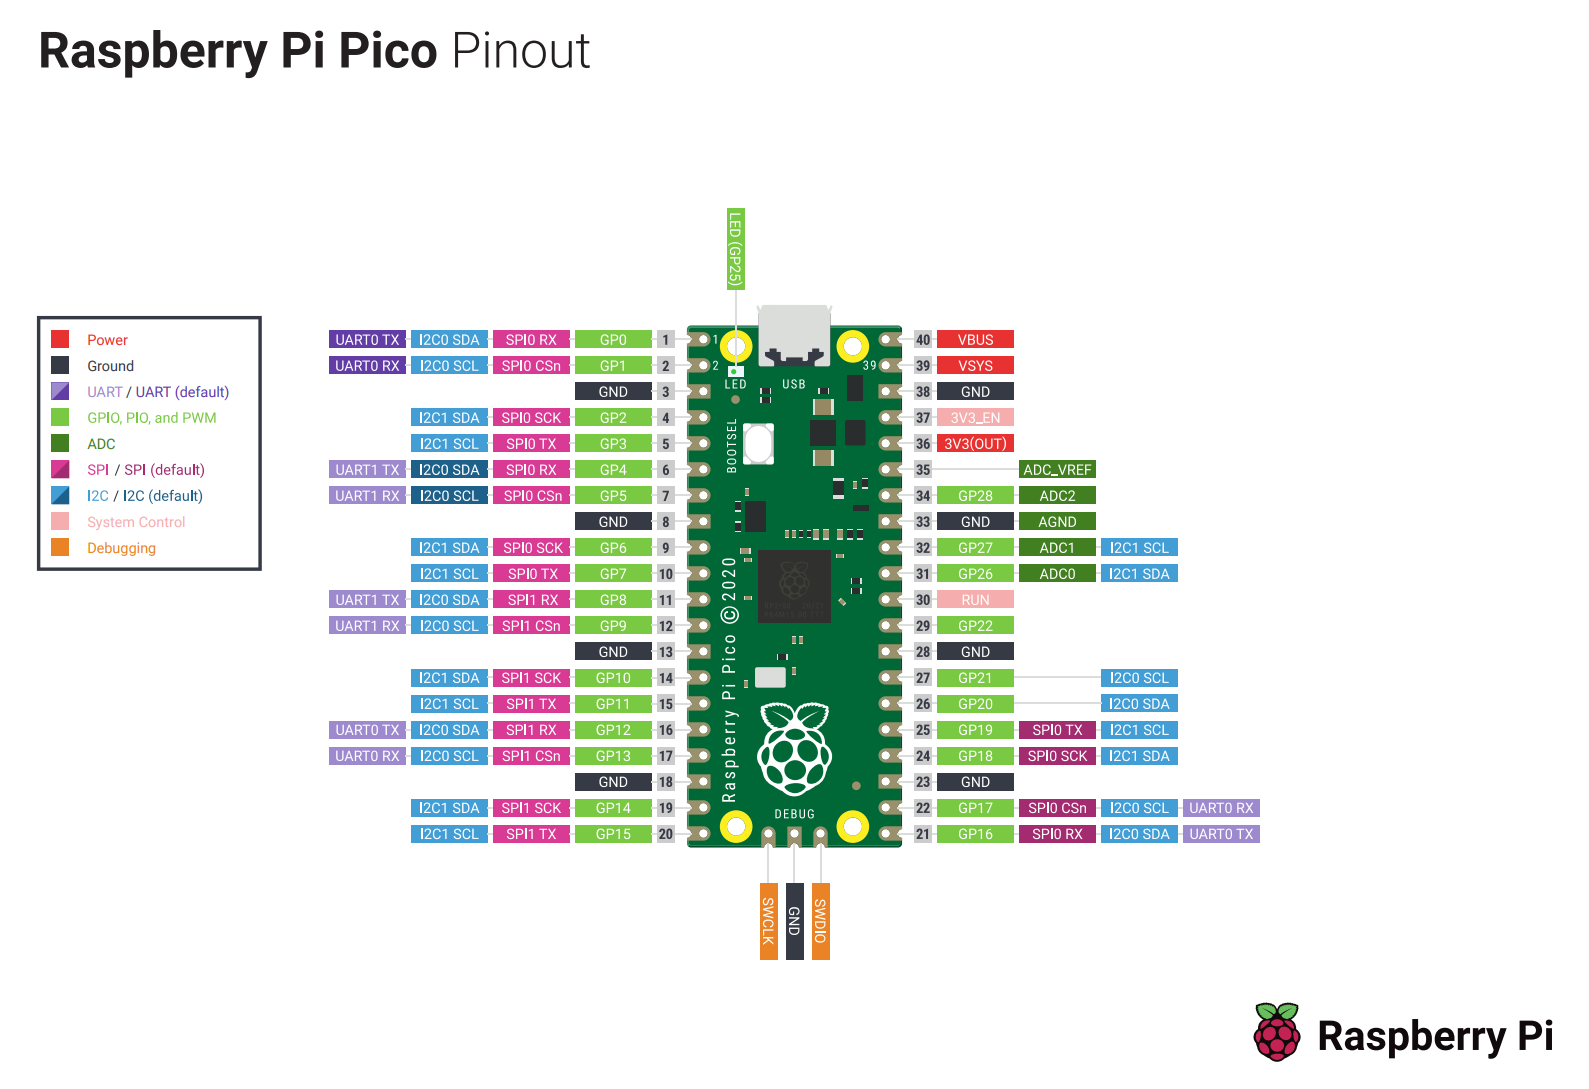 Raspberry Pi Pico Pinout
LED (GP25)
Power
Ground
UART / UART (default)
GPIO, PIO, and PWM
ADC
SPI / SPI (default)
I2C / I2C (default)
System Control
Debugging
UART0 TX I2C0 SDA SPI0 RX GP0 1
UART0 RX I2C0 SCL SPI0 CSn GP1 2
GND 3
I2C1 SDA SPI0 SCK GP2 4
I2C1 SCL SPI0 TX GP3 5
UART1 TX I2C0 SDA SPI0 RX GP4 6
UART1 RX I2C0 SCL SPI0 CSn GP5 7
GND 8
I2C1 SDA SPI0 SCK GP6 9
I2C1 SCL SPI0 TX GP7 10
UART1 TX I2C0 SDA SPI1 RX GP8 11
UART1 RX I2C0 SCL SPI1 CSn GP9 12
GND 13
I2C1 SDA SPI1 SCK GP10 14
I2C1 SCL SPI1 TX GP11 15
UART0 TX I2C0 SDA SPI1 RX GP12 16
UART0 RX I2C0 SCL SPI1 CSn GP13 17
GND 18
I2C1 SDA SPI1 SCK GP14 19
I2C1 SCL SPI1 TX GP15 20
1
2
39
LED
USB
BOOTSEL
Raspberry Pi Pico © 2020
DEBUG
40 VBUS
39 VSYS
38 GND
37 3V3_EN
36 3V3(OUT)
35 ADC_VREF
34 GP28 ADC2
33 GND AGND
32 GP27 ADC1 I2C1 SCL
31 GP26 ADC0 I2C1 SDA
30 RUN
29 GP22
28 GND
27 GP21 I2C0 SCL
26 GP20 I2C0 SDA
25 GP19 SPI0 TX I2C1 SCL
24 GP18 SPI0 SCK I2C1 SDA
23 GND
22 GP17 SPI0 CSn I2C0 SCL UART0 RX
21 GP16 SPI0 RX I2C0 SDA UART0 TX
SWCLK
GND
SWDIO
Raspberry Pi